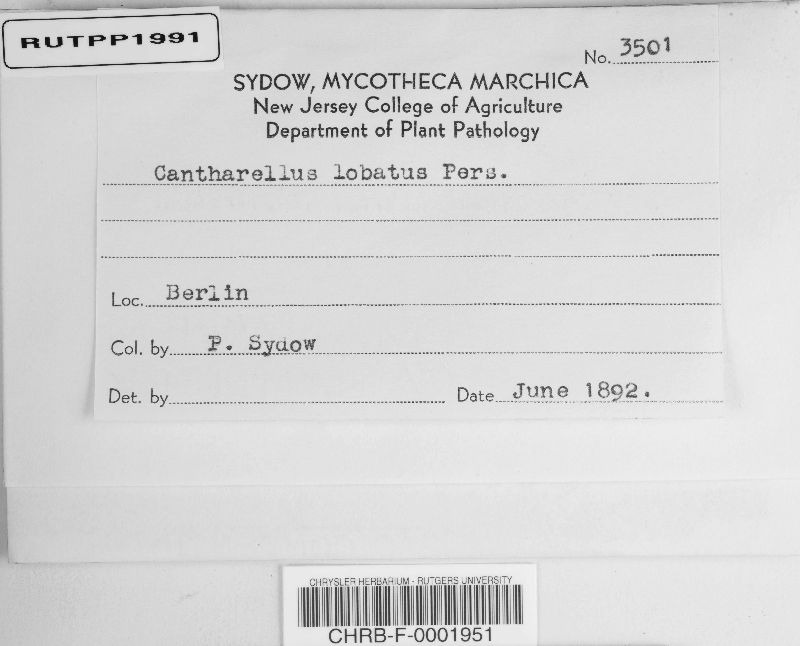 RUTPP1991
No. 3501
SYDOW, MYCOTHECA MARCHICA
New Jersey College of Agriculture
Department of Plant Pathology
Cantharellus lobatus Pers.
Loc. Berlin
Col. by P. Sydow
Det. by Date June 1892.
CHRYSLER HERBARIUM - RUTGERS UNIVERSITY
CHRB-F-0001951